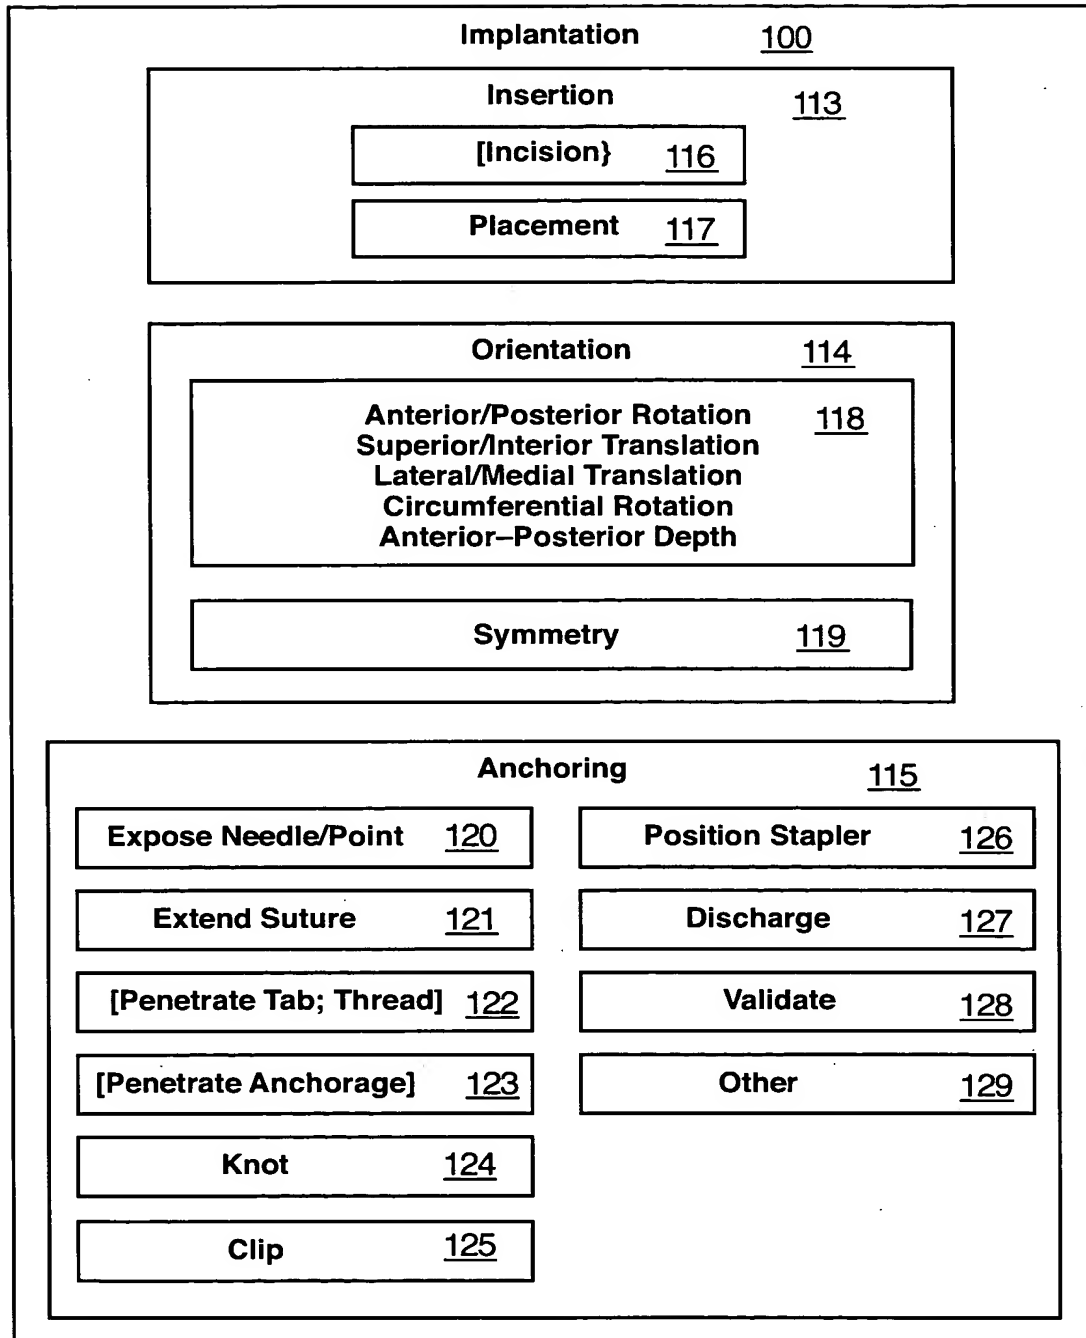 Implantation 100
Insertion 113
[Incision} 116
Placement 117
Orientation 114
Anterior/Posterior Rotation 118
Superior/Interior Translation
Lateral/Medial Translation
Circumferential Rotation
Anterior–Posterior Depth
Symmetry 119
Anchoring 115
Expose Needle/Point 120
Extend Suture 121
[Penetrate Tab; Thread] 122
[Penetrate Anchorage] 123
Knot 124
Clip 125
Position Stapler 126
Discharge 127
Validate 128
Other 129